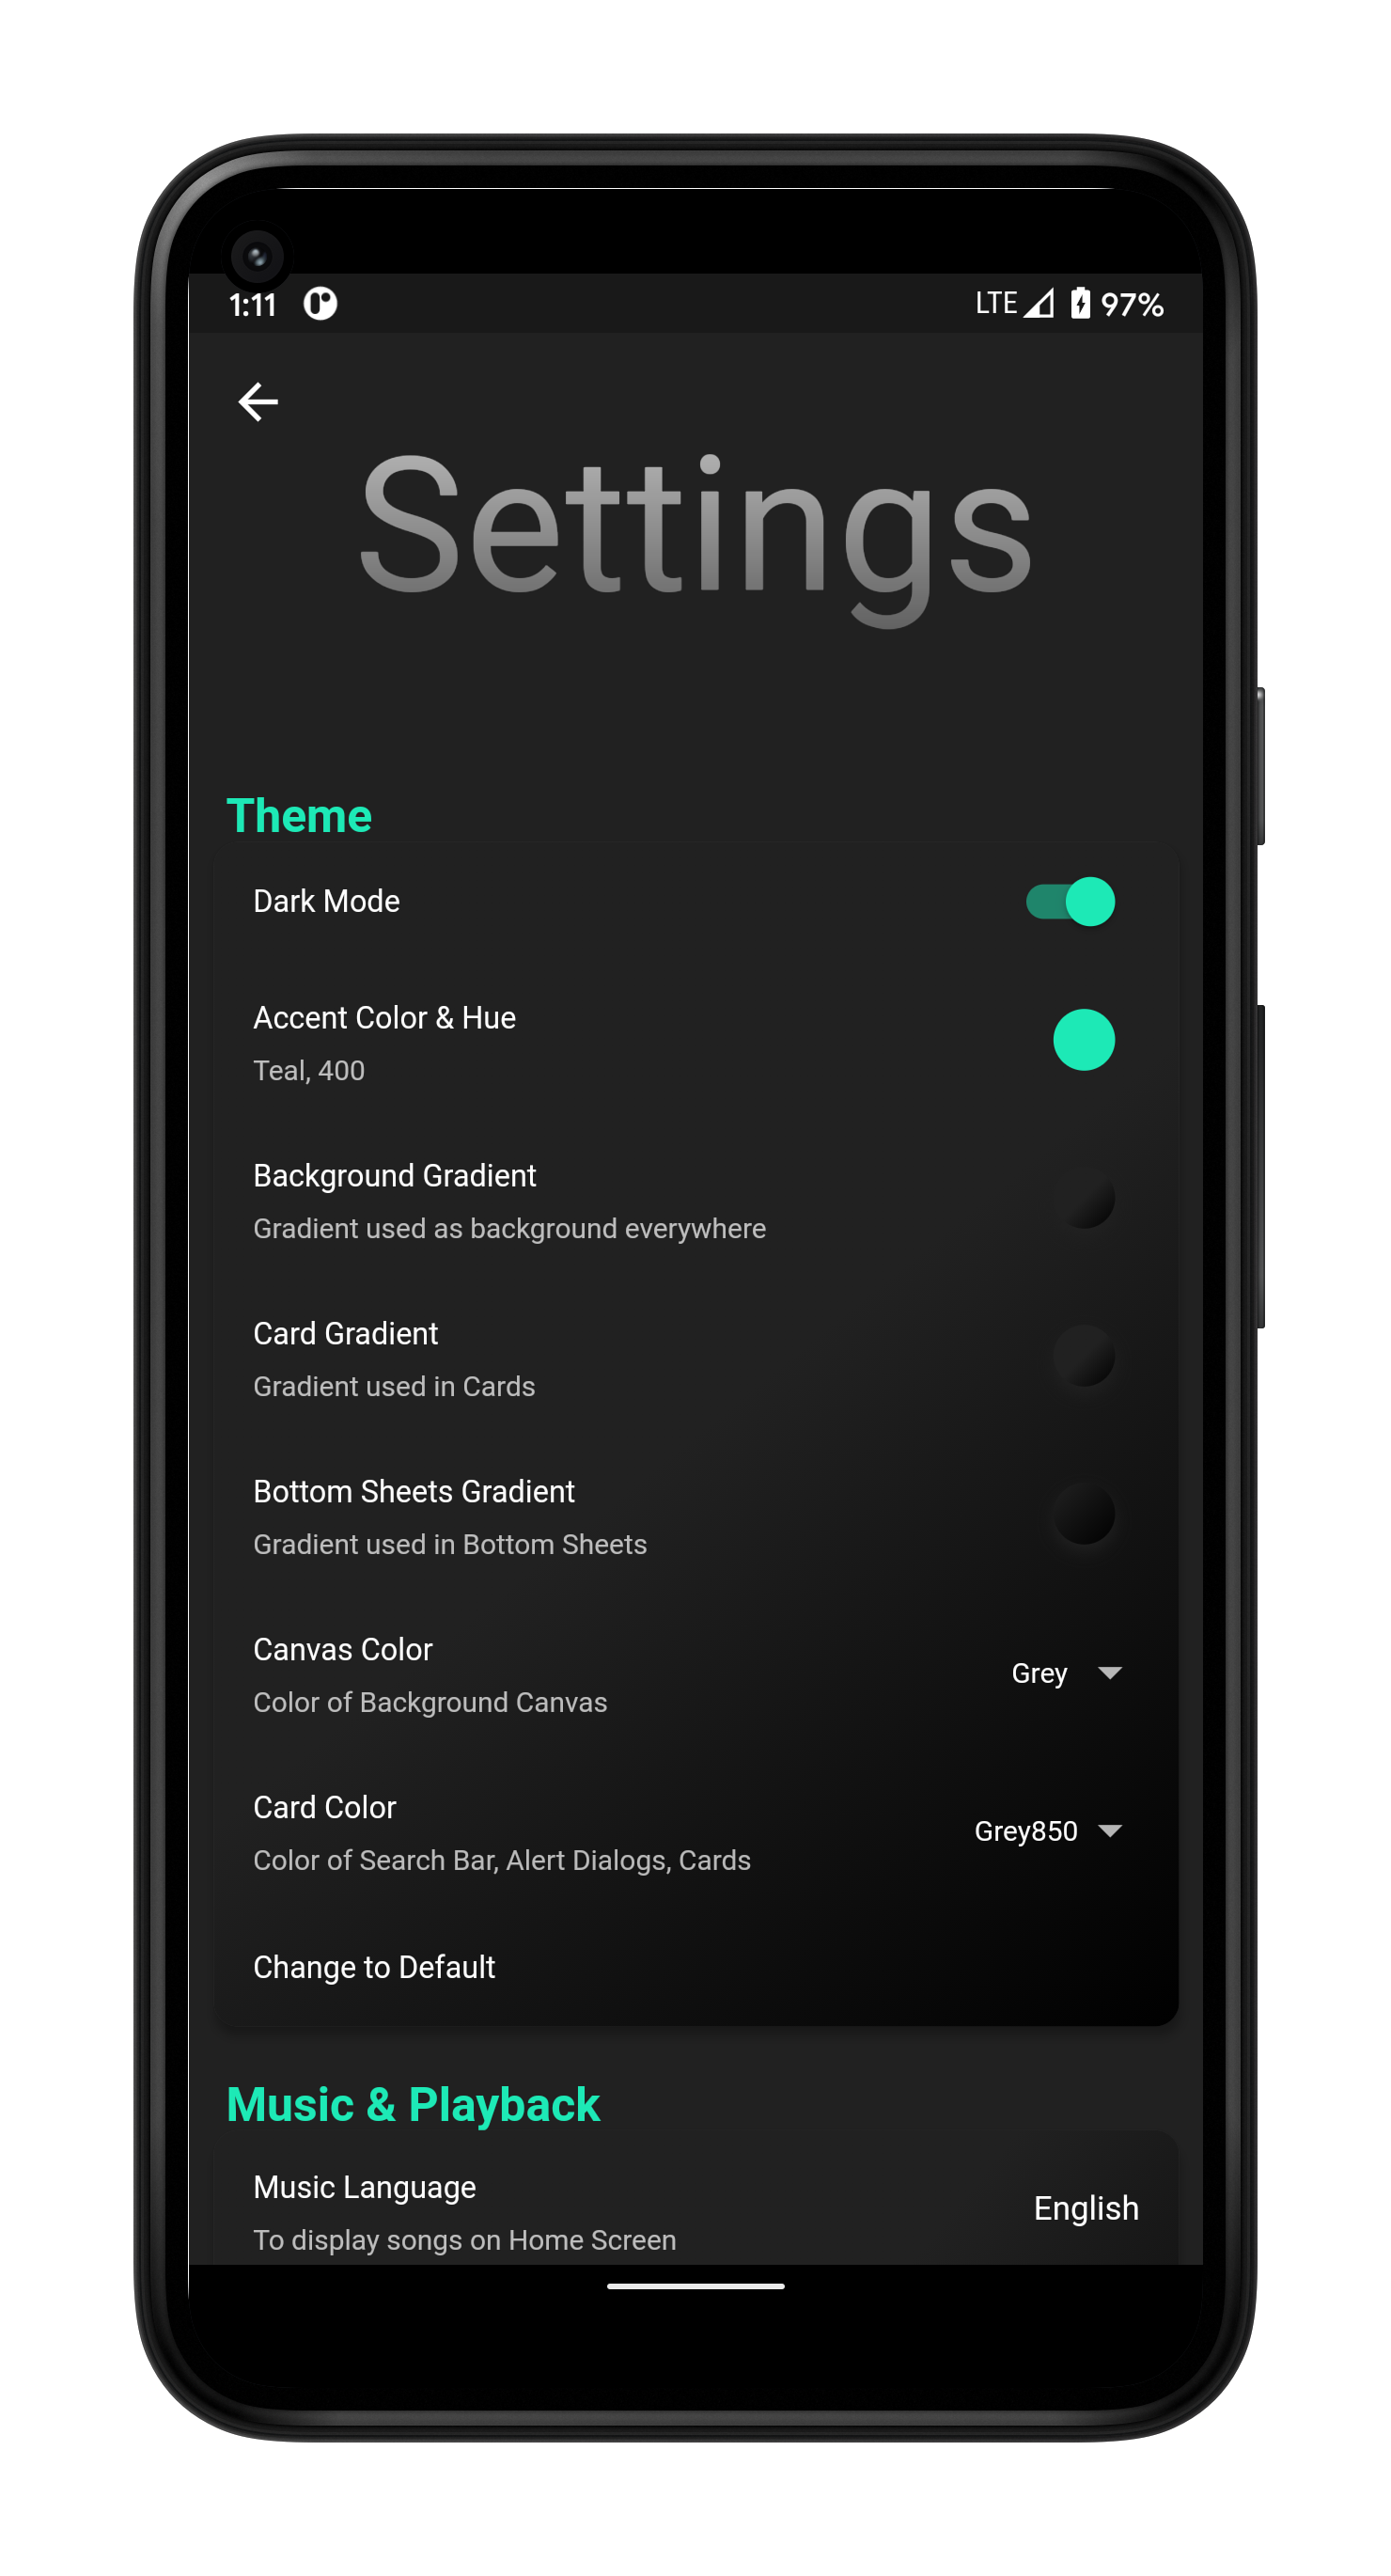 1:11 LTE 97%
Settings
Theme
Dark Mode
Accent Color & Hue
Teal, 400
Background Gradient
Gradient used as background everywhere
Card Gradient
Gradient used in Cards
Bottom Sheets Gradient
Gradient used in Bottom Sheets
Canvas Color
Color of Background Canvas
Grey
Card Color
Color of Search Bar, Alert Dialogs, Cards
Grey850
Change to Default
Music & Playback
Music Language
To display songs on Home Screen
English